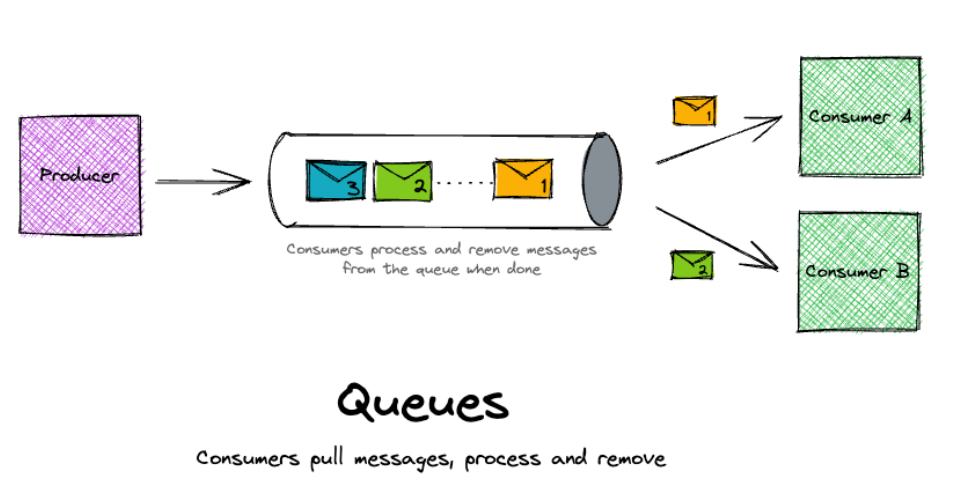 Producer
3
2
1
Consumers process and remove messages
from the queue when done
1
Consumer A
2
Consumer B
Queues
Consumers pull messages, process and remove